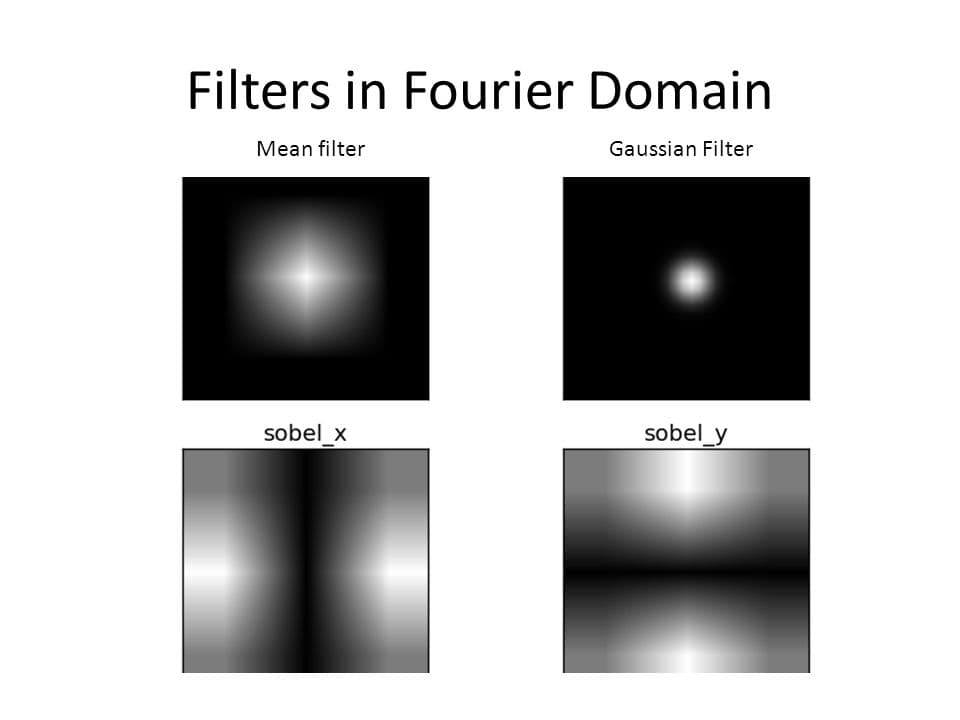 Filters in Fourier Domain
Mean filter
Gaussian Filter
sobel_x
sobel_y